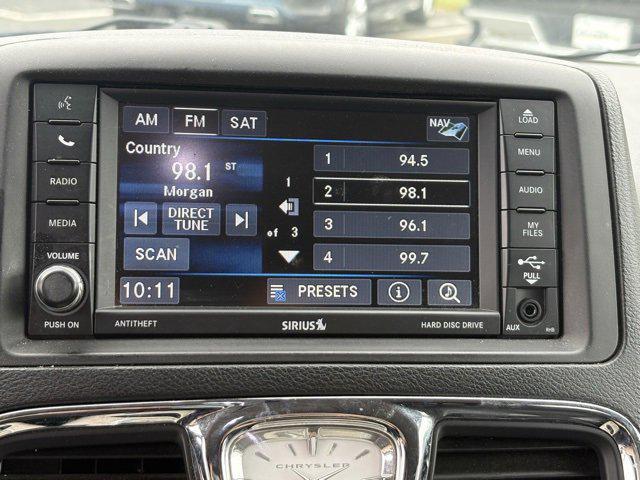 AM FM SAT NAV
Country
98.1 ST
Morgan
DIRECT
TUNE
SCAN
1
of 3
1 94.5
2 98.1
3 96.1
4 99.7
10:11 PRESETS
RADIO
MEDIA
VOLUME
PUSH ON
LOAD
MENU
AUDIO
MY
FILES
PULL
AUX RHB
ANTITHEFT SIRIUS HARD DISC DRIVE
CHRYSLER